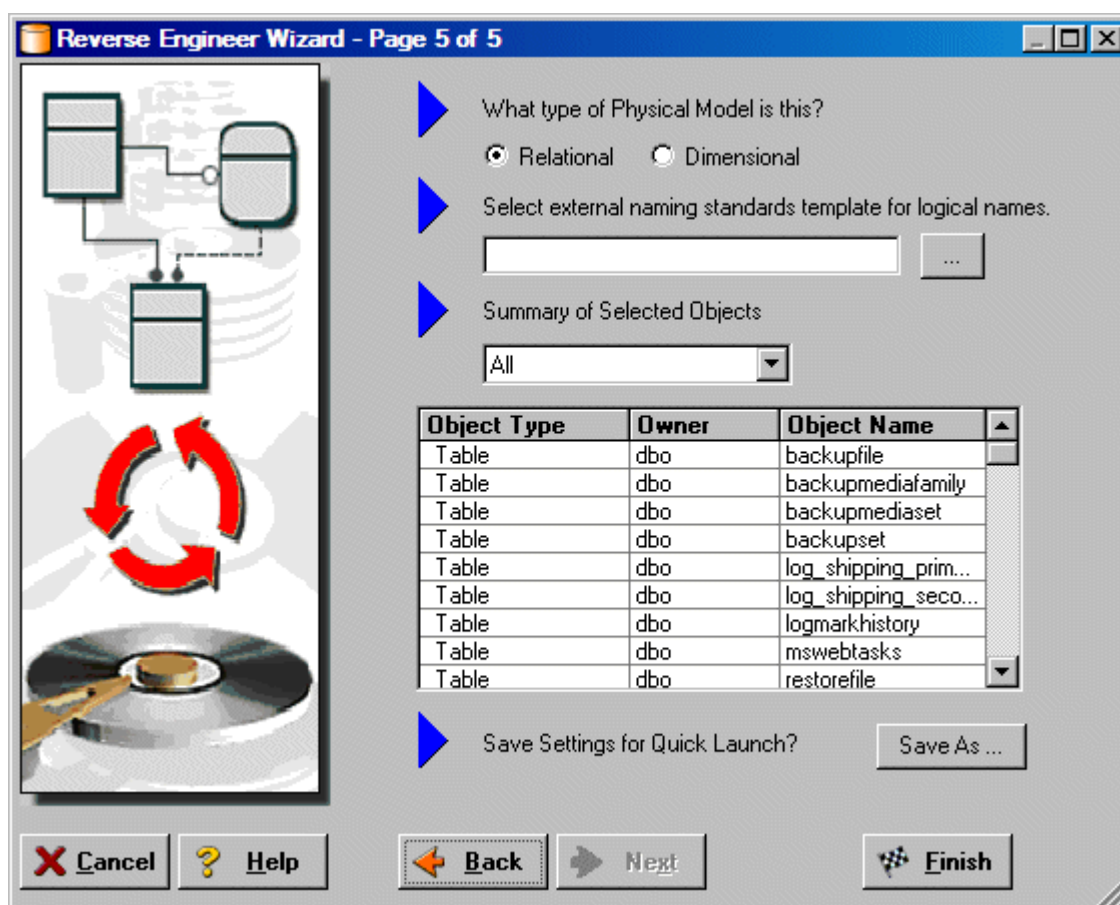 Reverse Engineer Wizard - Page 5 of 5
What type of Physical Model is this?
Relational Dimensional
Select external naming standards template for logical names.
...
Summary of Selected Objects
All
Object Type Owner Object Name
Table dbo backupfile
Table dbo backupmediafamily
Table dbo backupmediaset
Table dbo backupset
Table dbo log_shipping_prim...
Table dbo log_shipping_seco...
Table dbo logmarkhistory
Table dbo mswebtasks
Table dbo restorefile
Save Settings for Quick Launch? Save As ...
Cancel Help Back Next Finish